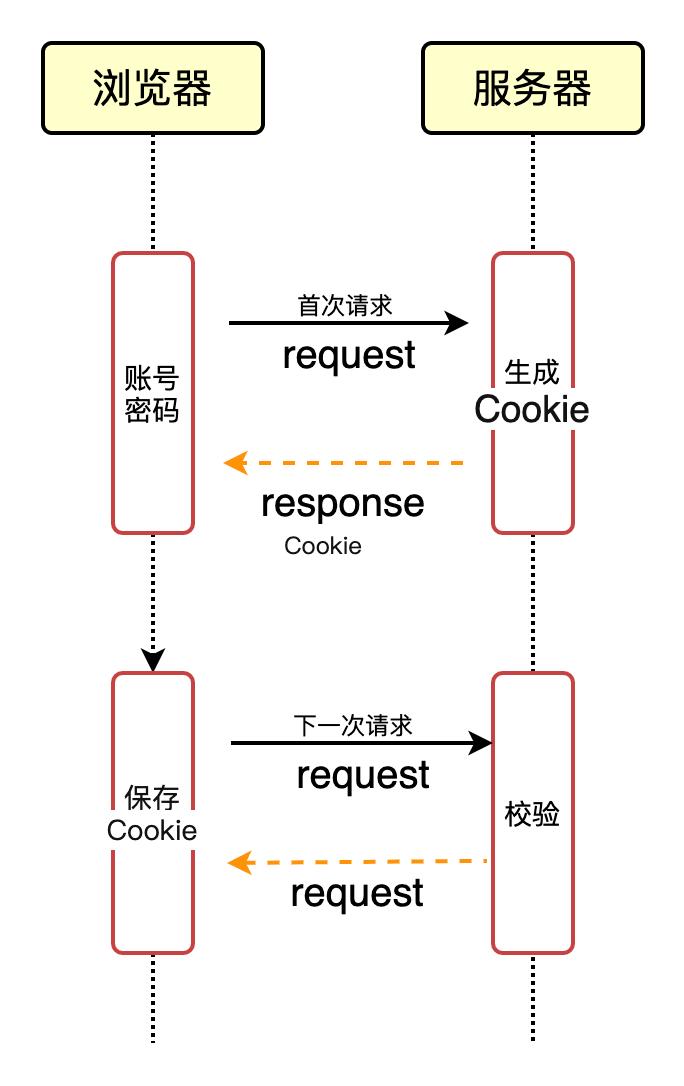 浏览器
服务器
首次请求
request
账号
密码
生成
Cookie
response
Cookie
下一次请求
request
保存
Cookie
校验
request